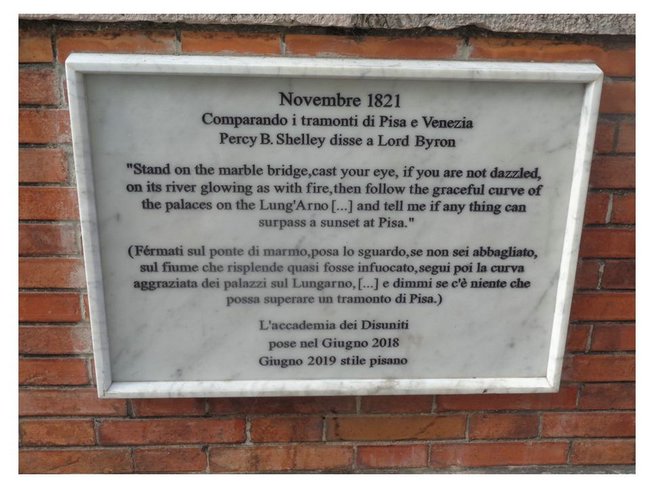 Novembre 1821
Comparando i tramonti di Pisa e Venezia
Percy B. Shelley disse a Lord Byron
"Stand on the marble bridge,cast your eye, if you are not dazzled,
on its river glowing as with fire,then follow the graceful curve of
the palaces on the Lung'Arno [...] and tell me if any thing can
surpass a sunset at Pisa."
(Férmati sul ponte di marmo,posa lo sguardo,se non sei abbagliato,
sul fiume che risplende quasi fosse infuocato,segui poi la curva
aggraziata dei palazzi sul Lungarno, [...] e dimmi se c'è niente che
possa superare un tramonto di Pisa.)
L'accademia dei Disuniti
pose nel Giugno 2018
Giugno 2019 stile pisano